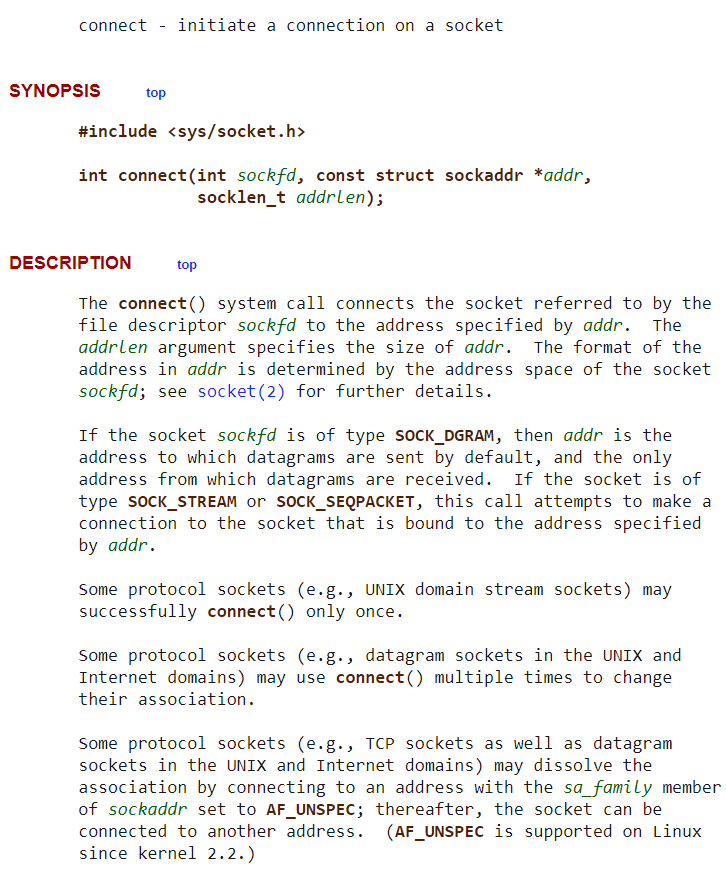 connect - initiate a connection on a socket
SYNOPSIS top
#include <sys/socket.h>
int connect(int sockfd, const struct sockaddr *addr,
socklen_t addrlen);
DESCRIPTION top
The connect() system call connects the socket referred to by the
file descriptor sockfd to the address specified by addr. The
addrlen argument specifies the size of addr. The format of the
address in addr is determined by the address space of the socket
sockfd; see socket(2) for further details.
If the socket sockfd is of type SOCK_DGRAM, then addr is the
address to which datagrams are sent by default, and the only
address from which datagrams are received. If the socket is of
type SOCK_STREAM or SOCK_SEQPACKET, this call attempts to make a
connection to the socket that is bound to the address specified
by addr.
Some protocol sockets (e.g., UNIX domain stream sockets) may
successfully connect() only once.
Some protocol sockets (e.g., datagram sockets in the UNIX and
Internet domains) may use connect() multiple times to change
their association.
Some protocol sockets (e.g., TCP sockets as well as datagram
sockets in the UNIX and Internet domains) may dissolve the
association by connecting to an address with the sa_family member
of sockaddr set to AF_UNSPEC; thereafter, the socket can be
connected to another address. (AF_UNSPEC is supported on Linux
since kernel 2.2.)